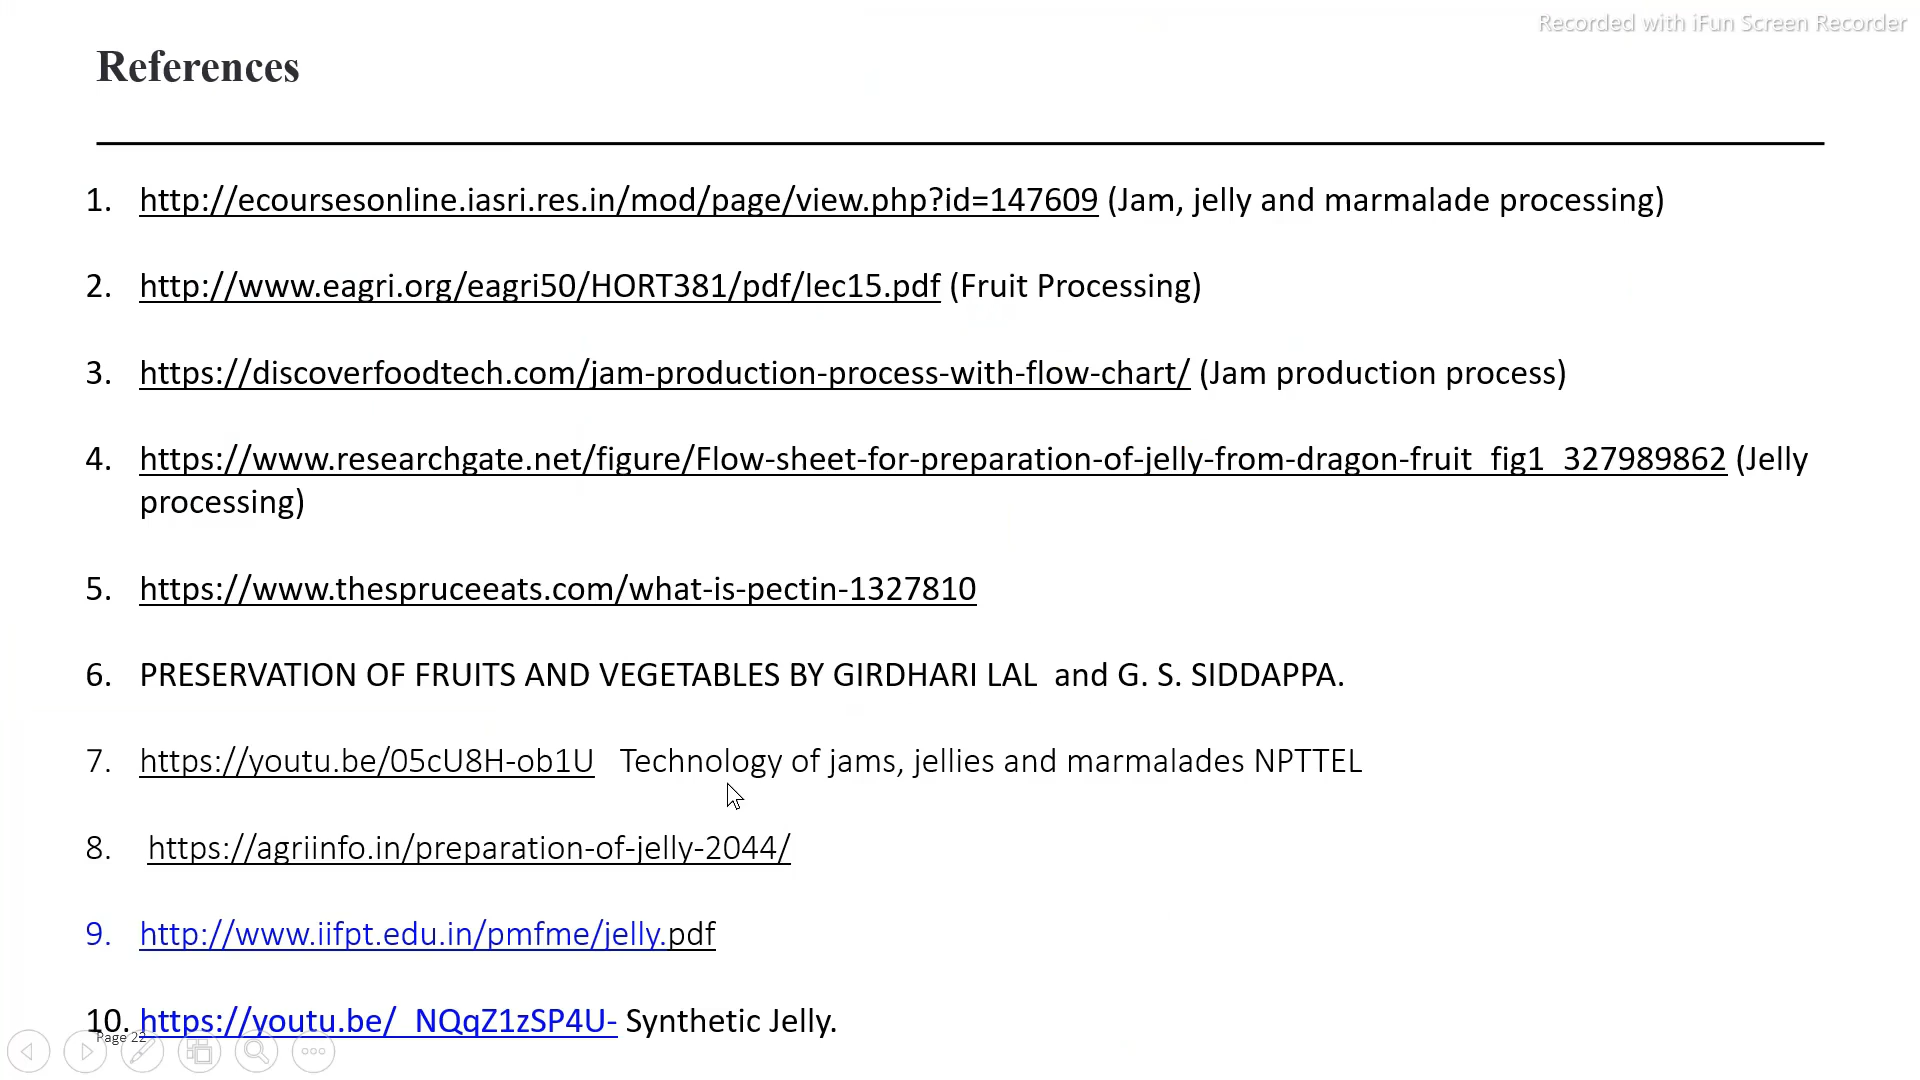 Recorded with iFun Screen Recorder
References
1. http://ecoursesonline.iasri.res.in/mod/page/view.php?id=147609 (Jam, jelly and marmalade processing)
2. http://www.eagri.org/eagri50/HORT381/pdf/lec15.pdf (Fruit Processing)
3. https://discoverfoodtech.com/jam-production-process-with-flow-chart/ (Jam production process)
4. https://www.researchgate.net/figure/Flow-sheet-for-preparation-of-jelly-from-dragon-fruit_fig1_327989862 (Jelly
processing)
5. https://www.thespruceeats.com/what-is-pectin-1327810
6. PRESERVATION OF FRUITS AND VEGETABLES BY GIRDHARI LAL and G. S. SIDDAPPA.
7. https://youtu.be/05cU8H-ob1U Technology of jams, jellies and marmalades NPTTEL
8. https://agriinfo.in/preparation-of-jelly-2044/
9. http://www.iifpt.edu.in/pmfme/jelly.pdf
10. https://youtu.be/_NQqZ1zSP4U- Synthetic Jelly.
Page 22